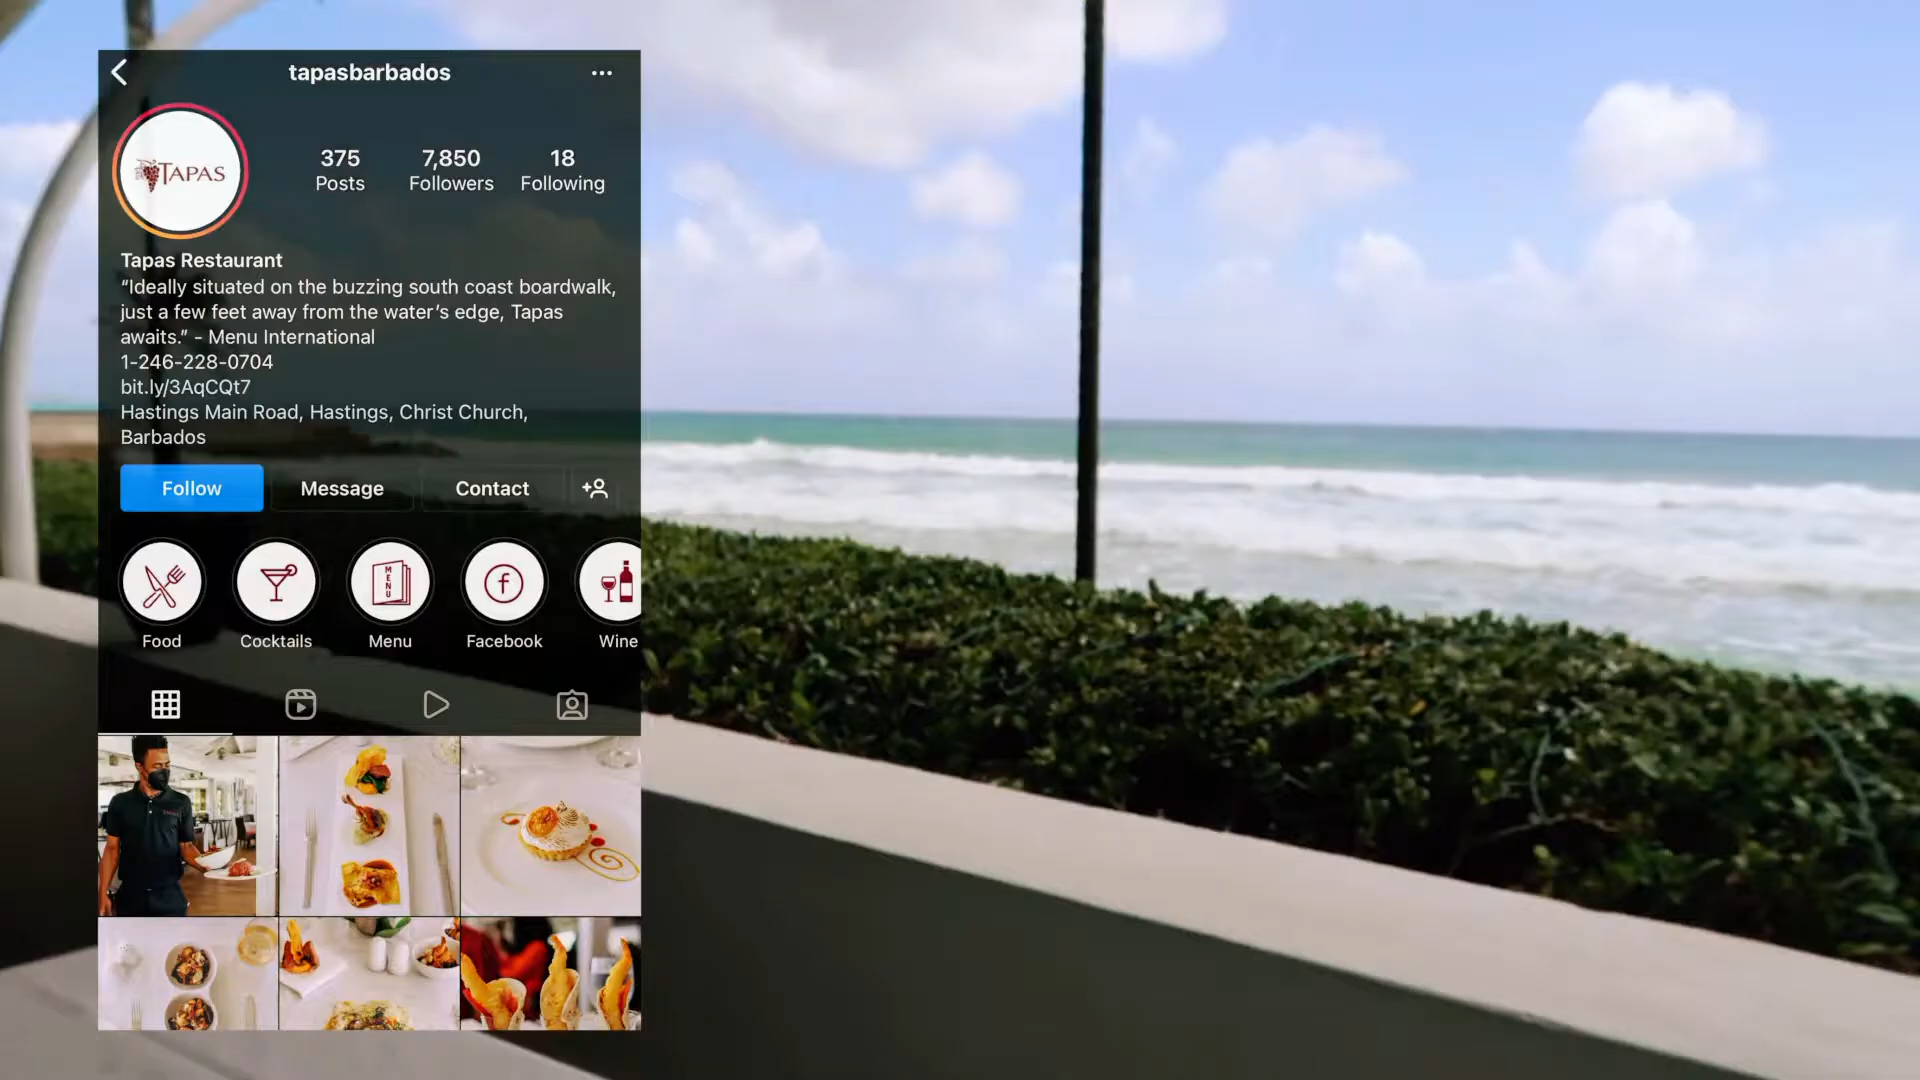 tapasbarbados
TAPAS
375
Posts
7,850
Followers
18
Following
Tapas Restaurant
“Ideally situated on the buzzing south coast boardwalk,
just a few feet away from the water’s edge, Tapas
awaits.” - Menu International
1-246-228-0704
bit.ly/3AqCQt7
Hastings Main Road, Hastings, Christ Church,
Barbados
Follow
Message
Contact
MENU
Food
Cocktails
Menu
Facebook
Wine